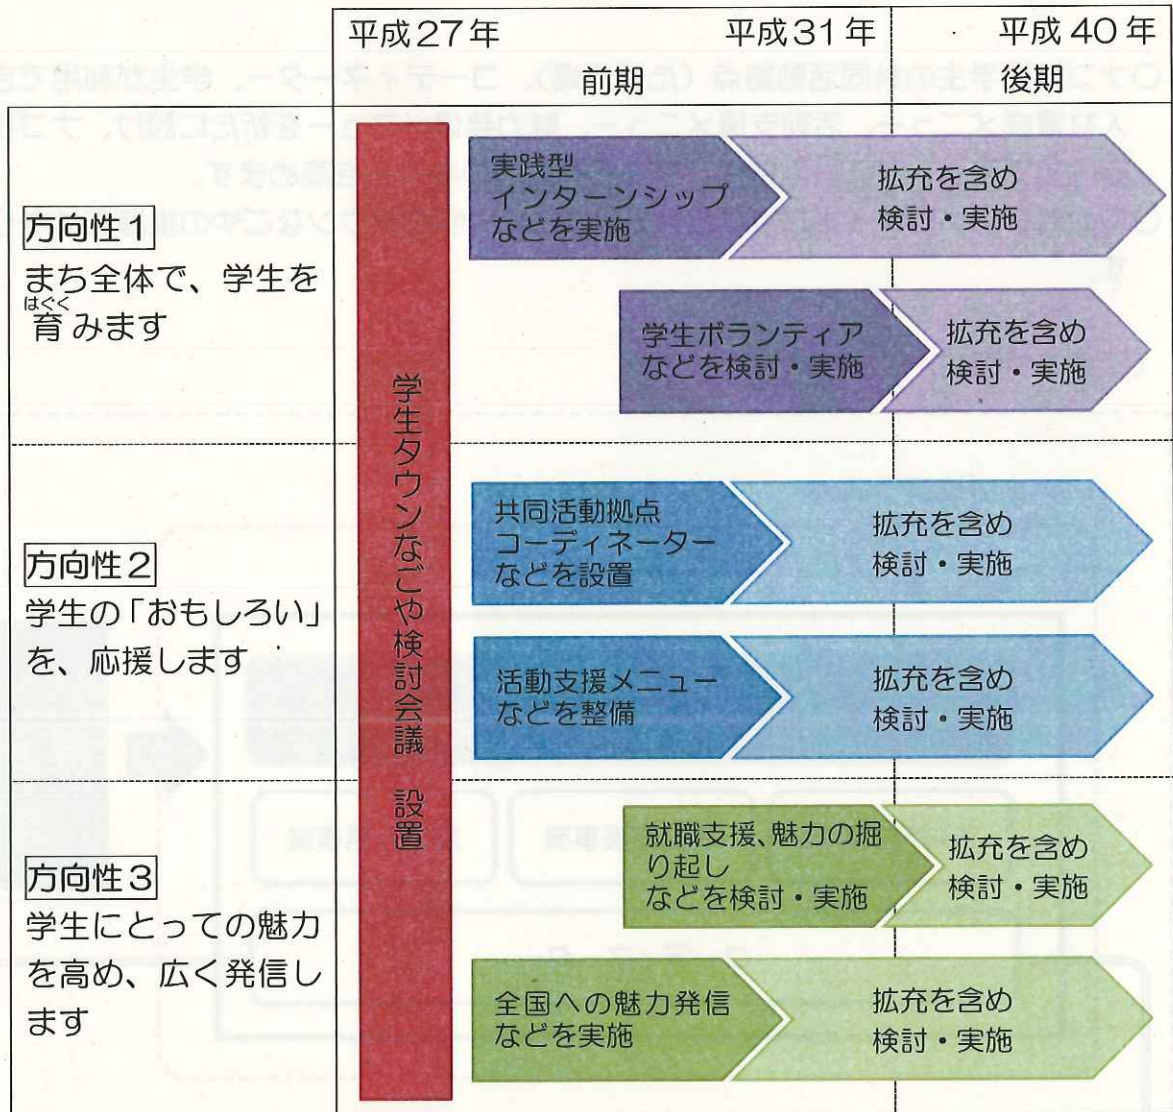 平成27年 平成31年 平成40年
前期 後期
方向性1
まち全体で、学生を
育みます
はぐく
学生タウンなごや検討会議 設置
実践型
インターンシップ
などを実施
拡充を含め
検討・実施
学生ボランティア
などを検討・実施
拡充を含め
検討・実施
方向性2
学生の「おもしろい」
を、応援します
共同活動拠点
コーディネーター
などを設置
拡充を含め
検討・実施
活動支援メニュー
などを整備
拡充を含め
検討・実施
方向性3
学生にとっての魅力
を高め、広く発信し
ます
就職支援、魅力の掘
り起し
などを検討・実施
拡充を含め
検討・実施
全国への魅力発信
などを実施
拡充を含め
検討・実施